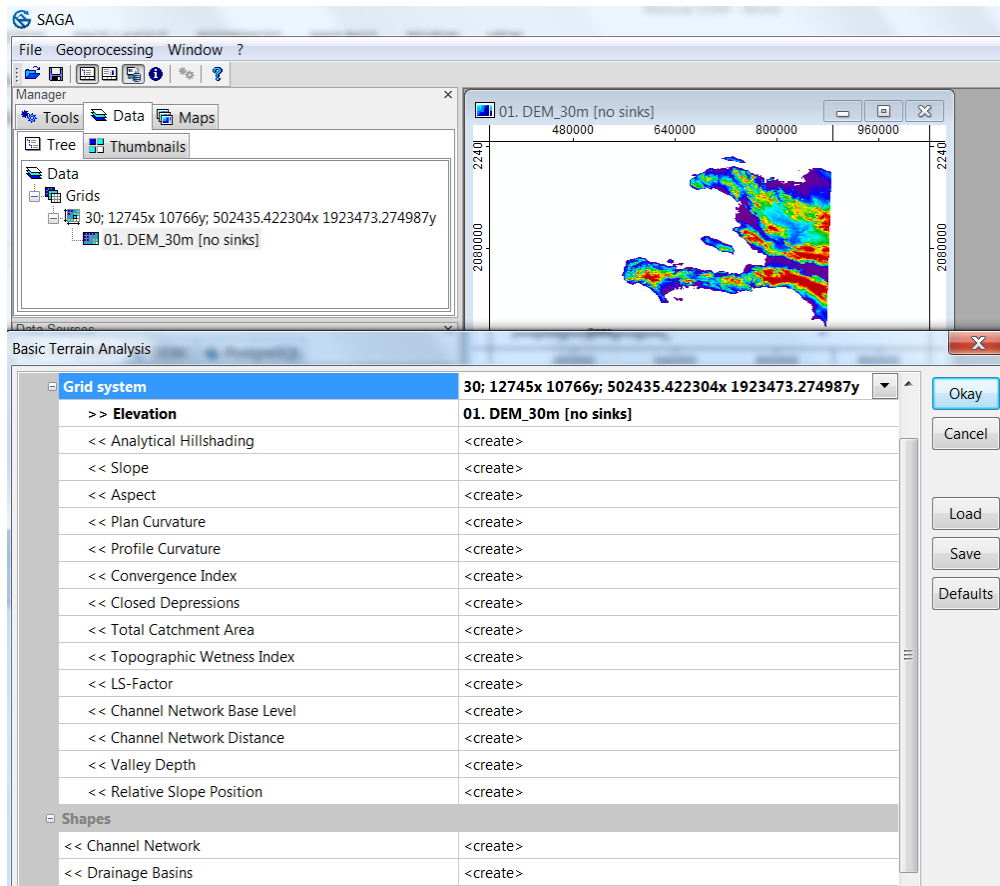 SAGA
File Geoprocessing Window ?
Manager
Tools Data Maps
Tree Thumbnails
Data
Grids
30; 12745x 10766y; 502435.422304x 1923473.274987y
01. DEM_30m [no sinks]
Data Sources
01. DEM_30m [no sinks]
480000 640000 800000 960000
2240 2240
2080000 2080000
Basic Terrain Analysis
Grid system 30; 12745x 10766y; 502435.422304x 1923473.274987y
>> Elevation 01. DEM_30m [no sinks]
<< Analytical Hillshading <create>
<< Slope <create>
<< Aspect <create>
<< Plan Curvature <create>
<< Profile Curvature <create>
<< Convergence Index <create>
<< Closed Depressions <create>
<< Total Catchment Area <create>
<< Topographic Wetness Index <create>
<< LS-Factor <create>
<< Channel Network Base Level <create>
<< Channel Network Distance <create>
<< Valley Depth <create>
<< Relative Slope Position <create>
Shapes
<< Channel Network <create>
<< Drainage Basins <create>
Okay
Cancel
Load
Save
Defaults